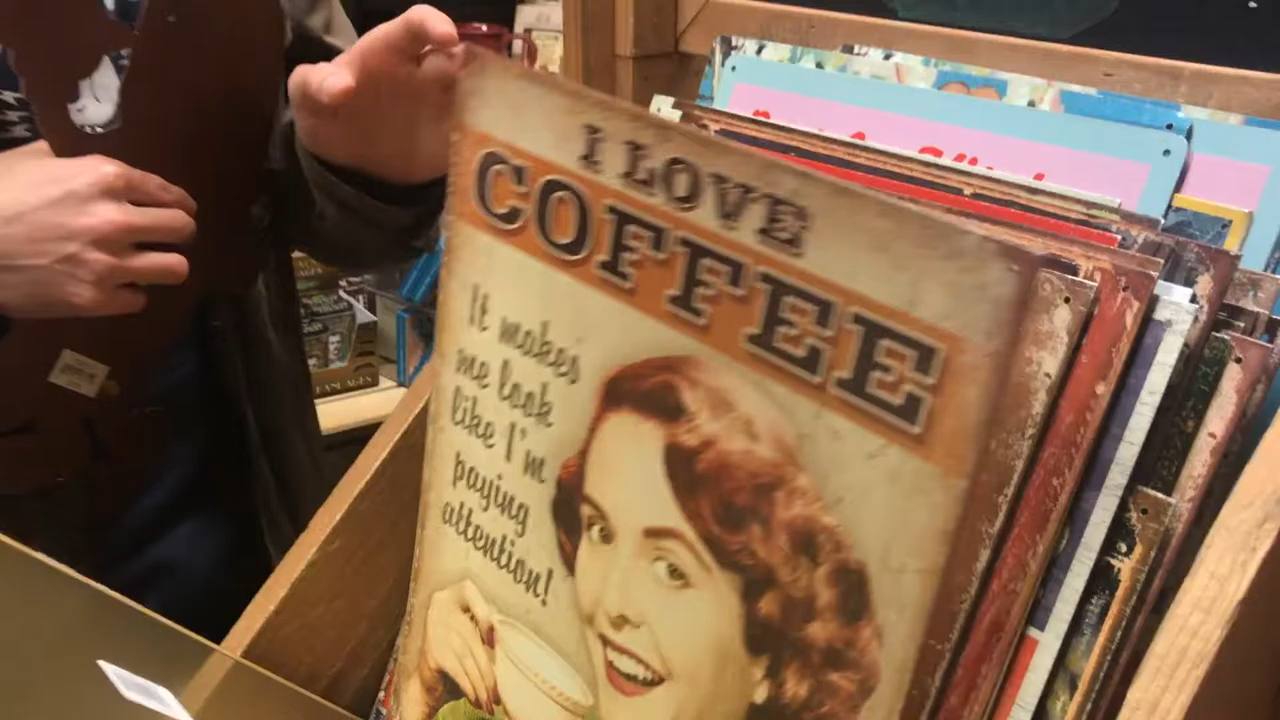 I LOVE
COFFEE
It makes
me look
like I'm
paying
attention!